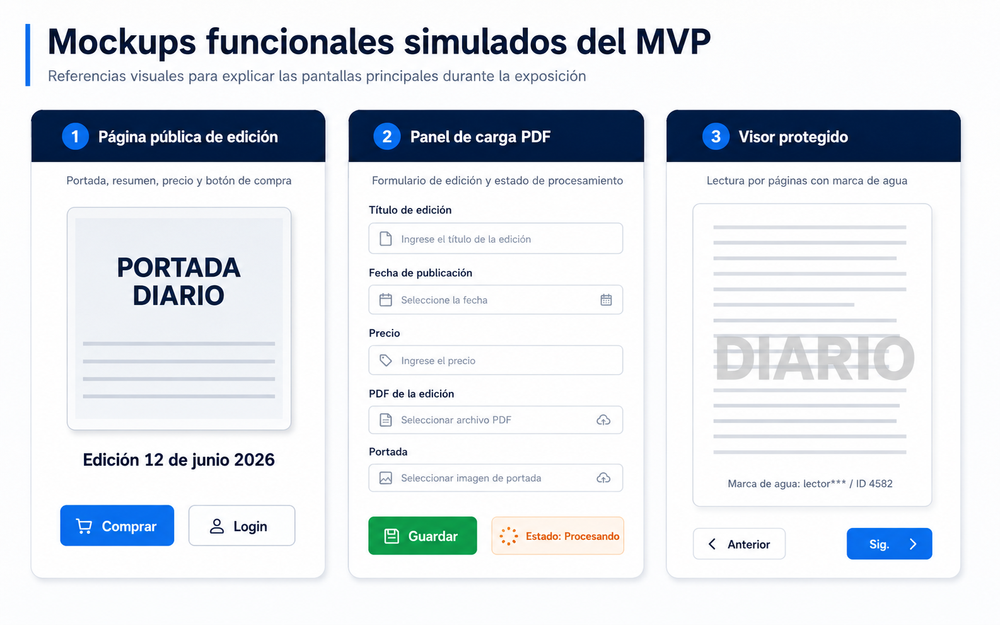 Mockups funcionales simulados del MVP
Referencias visuales para explicar las pantallas principales durante la exposición
1 Página pública de edición
Portada, resumen, precio y botón de compra
PORTADA
DIARIO
Edición 12 de junio 2026
Comprar
Login
2 Panel de carga PDF
Formulario de edición y estado de procesamiento
Título de edición
Ingrese el título de la edición
Fecha de publicación
Seleccione la fecha
Precio
Ingrese el precio
PDF de la edición
Seleccionar archivo PDF
Portada
Seleccionar imagen de portada
Guardar
Estado: Procesando
3 Visor protegido
Lectura por páginas con marca de agua
DIARIO
Marca de agua: lector*** / ID 4582
Anterior
Sig.